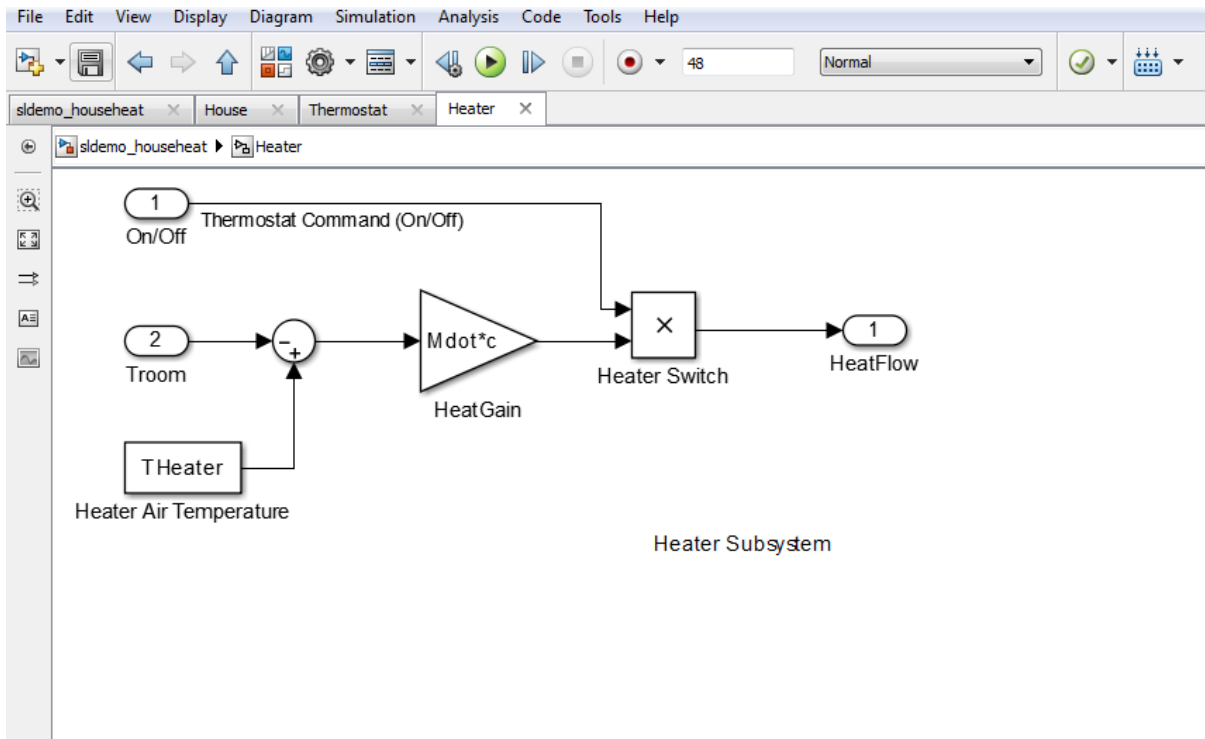 File Edit View Display Diagram Simulation Analysis Code Tools Help
48 Normal
sldemo_househeat House Thermostat Heater
sldemo_househeat Heater
1
Thermostat Command (On/Off)
On/Off
2
Troom
- +
Mdot*c
HeatGain
×
Heater Switch
1
HeatFlow
THeater
Heater Air Temperature
Heater Subsystem